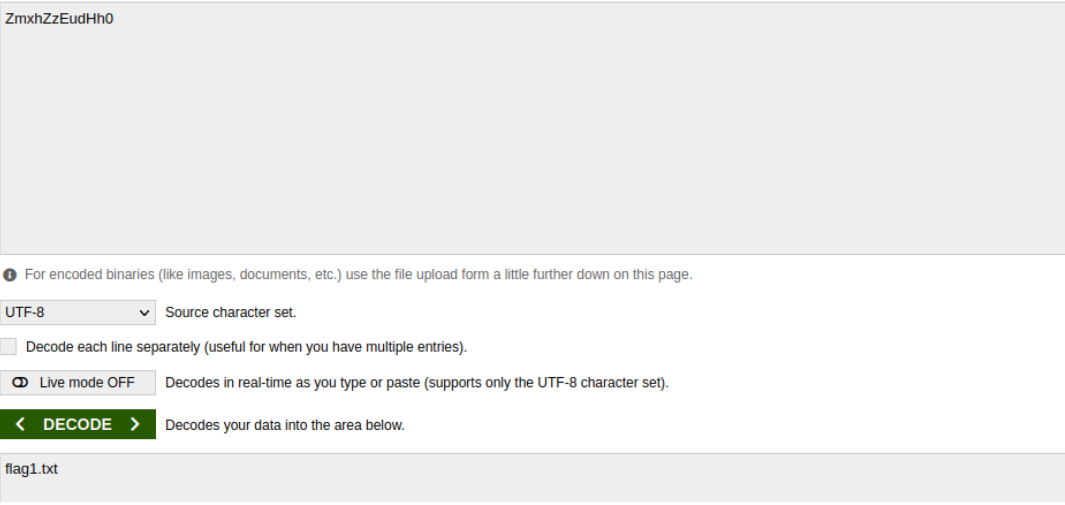 ZmxhZzEudHh0
For encoded binaries (like images, documents, etc.) use the file upload form a little further down on this page.
UTF-8 Source character set.
Decode each line separately (useful for when you have multiple entries).
Live mode OFF Decodes in real-time as you type or paste (supports only the UTF-8 character set).
< DECODE > Decodes your data into the area below.
flag1.txt